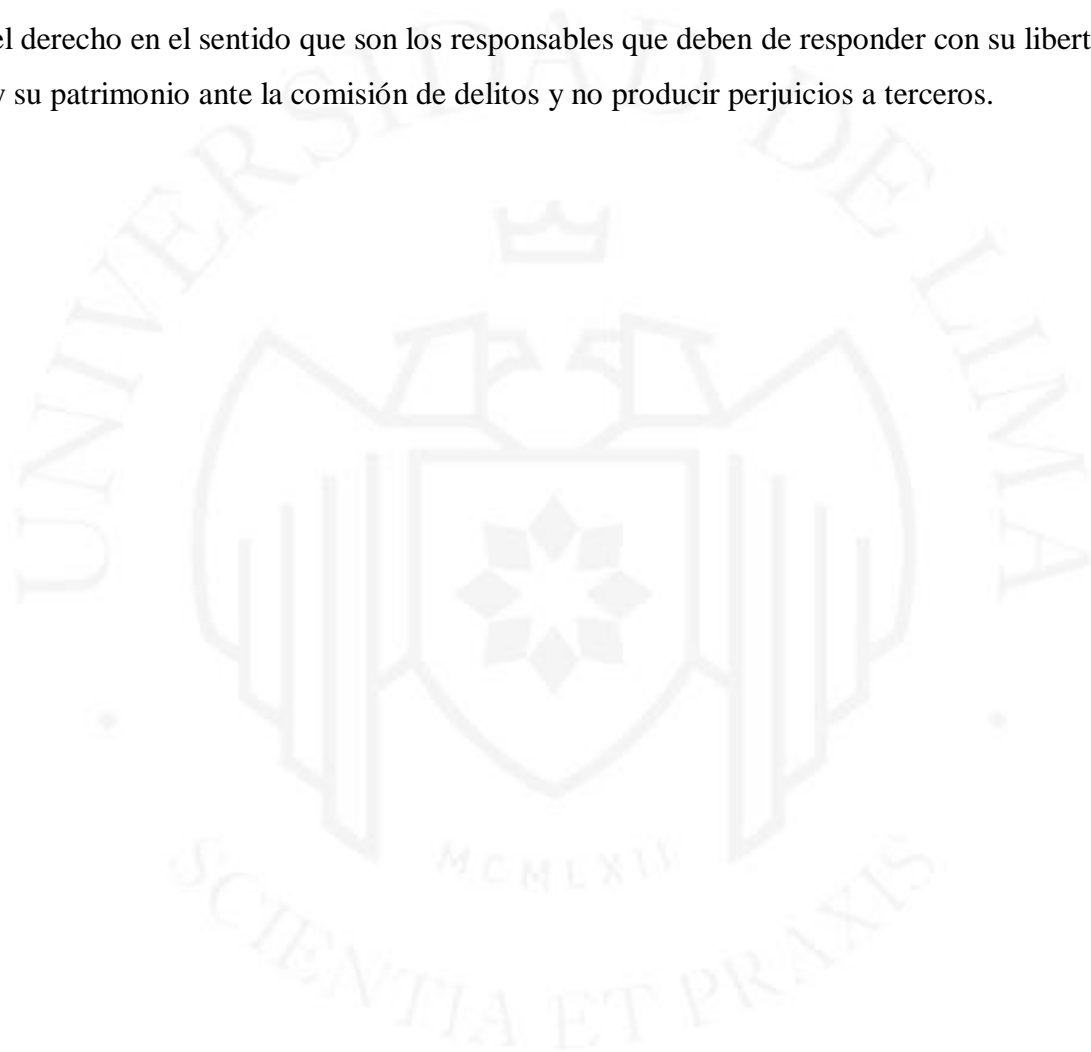 el derecho en el sentido que son los responsables que deben de responder con su libert
y su patrimonio ante la comisión de delitos y no producir perjuicios a terceros.
UNIVERSIDAD DE LIMA
MCMLXII
SCIENTIA ET PRAXIS